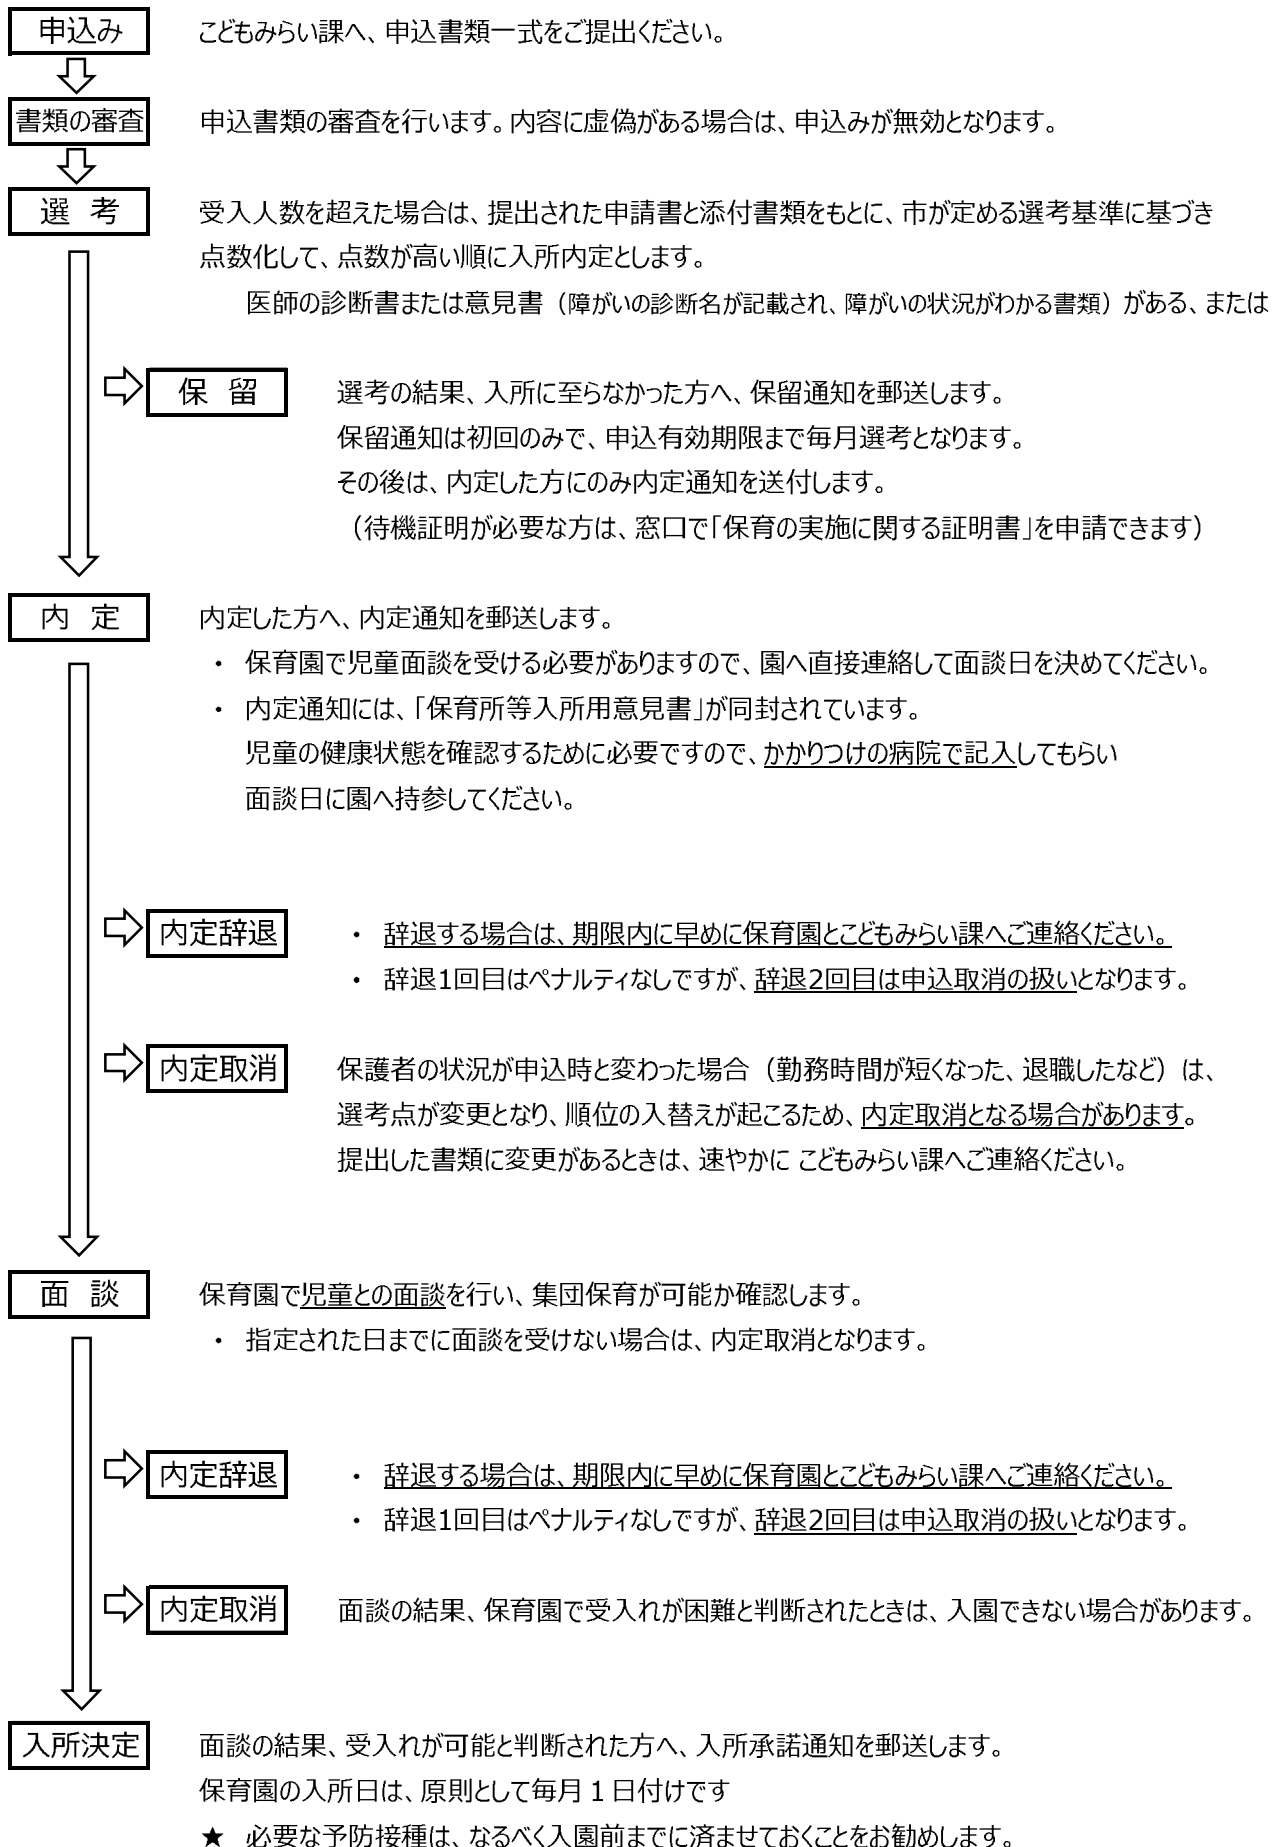 申込み　こどもみらい課へ、申込書類一式をご提出ください。
書類の審査　申込書類の審査を行います。内容に虚偽がある場合は、申込みが無効となります。
選　考　受入人数を超えた場合は、提出された申請書と添付書類をもとに、市が定める選考基準に基づき
点数化して、点数が高い順に入所内定とします。
医師の診断書または意見書（障がいの診断名が記載され、障がいの状況がわかる書類）がある、または
保　留　選考の結果、入所に至らなかった方へ、保留通知を郵送します。
保留通知は初回のみで、申込有効期限まで毎月選考となります。
その後は、内定した方にのみ内定通知を送付します。
（待機証明が必要な方は、窓口で「保育の実施に関する証明書」を申請できます）
内　定　内定した方へ、内定通知を郵送します。
・ 保育園で児童面談を受ける必要がありますので、園へ直接連絡して面談日を決めてください。
・ 内定通知には、「保育所等入所用意見書」が同封されています。
児童の健康状態を確認するために必要ですので、かかりつけの病院で記入してもらい
面談日に園へ持参してください。
内定辞退　・ 辞退する場合は、期限内に早めに保育園とこどもみらい課へご連絡ください。
・ 辞退1回目はペナルティなしですが、辞退2回目は申込取消の扱いとなります。
内定取消　保護者の状況が申込時と変わった場合（勤務時間が短くなった、退職したなど）は、
選考点が変更となり、順位の入替えが起こるため、内定取消となる場合があります。
提出した書類に変更があるときは、速やかに こどもみらい課へご連絡ください。
面　談　保育園で児童との面談を行い、集団保育が可能か確認します。
・ 指定された日までに面談を受けない場合は、内定取消となります。
内定辞退　・ 辞退する場合は、期限内に早めに保育園とこどもみらい課へご連絡ください。
・ 辞退1回目はペナルティなしですが、辞退2回目は申込取消の扱いとなります。
内定取消　面談の結果、保育園で受入れが困難と判断されたときは、入園できない場合があります。
入所決定　面談の結果、受入れが可能と判断された方へ、入所承諾通知を郵送します。
保育園の入所日は、原則として毎月１日付けです
★ 必要な予防接種は、なるべく入園前までに済ませておくことをお勧めします。